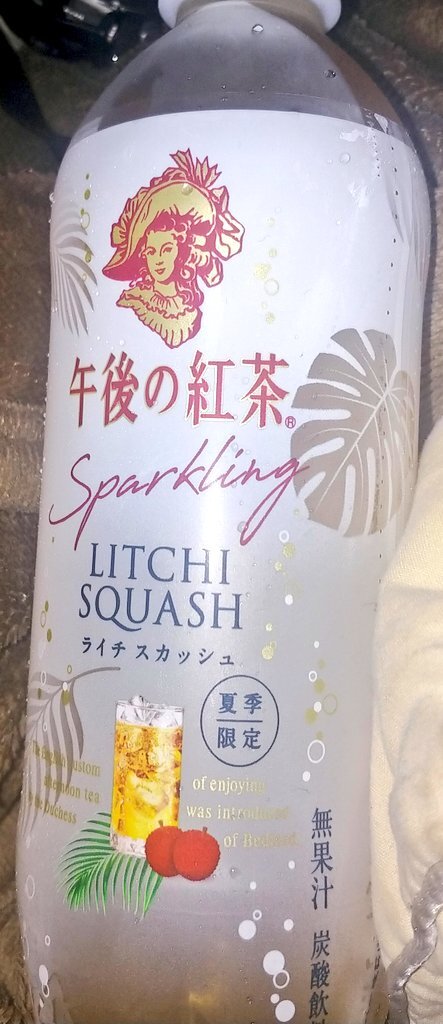 午後の紅茶®
Sparkling
LITCHI
SQUASH
ライチ スカッシュ
夏季
限定
custom
afternoon tea
the Duchess
of enjoying
was introduced
of Bedford.
無果汁 炭酸飲